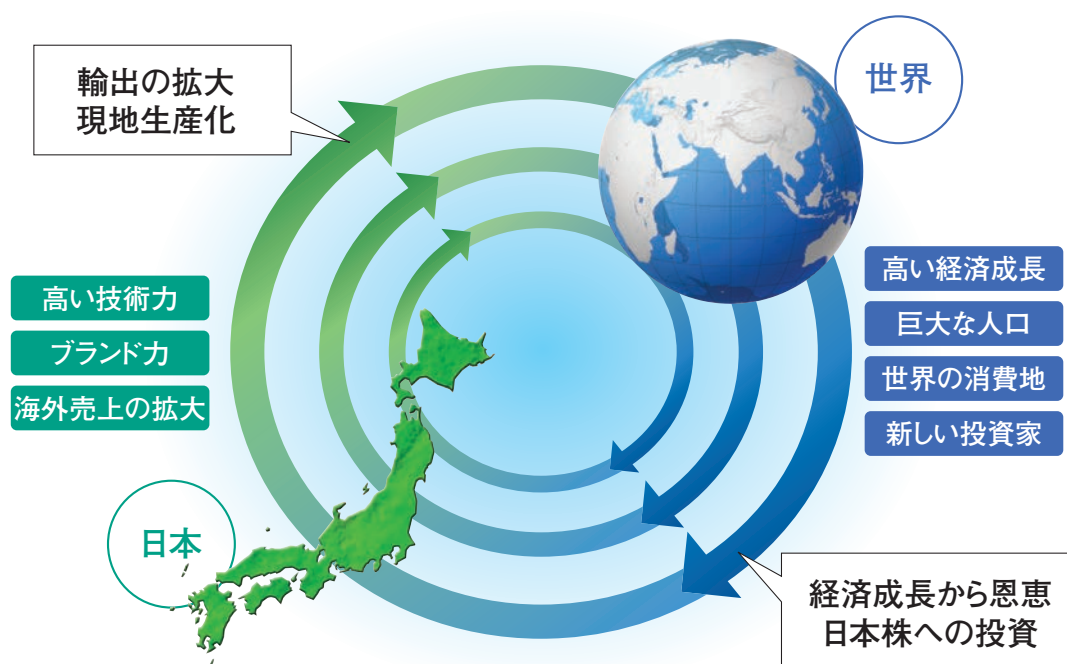 輸出の拡大
現地生産化
世界
高い技術力
ブランド力
海外売上の拡大
高い経済成長
巨大な人口
世界の消費地
新しい投資家
日本
経済成長から恩恵
日本株への投資